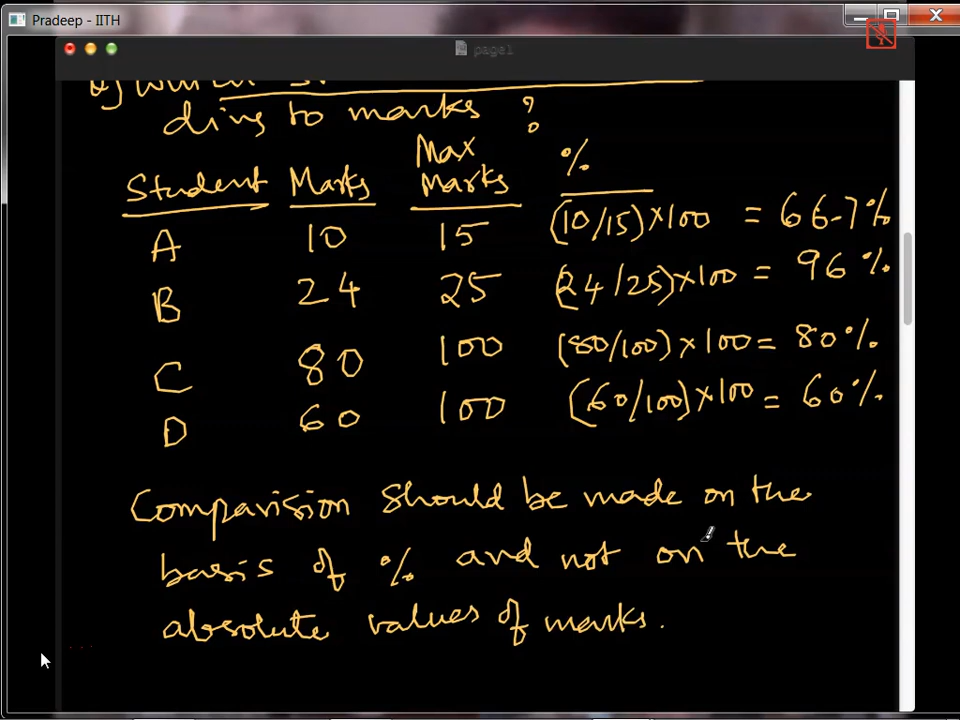 Pradeep - IITH
page1
ding to marks ?
Student Marks Max Marks %
A 10 15 (10/15)×100 = 66.7%
B 24 25 (24/25)×100 = 96%
C 80 100 (80/100)×100 = 80%
D 60 100 (60/100)×100 = 60%
Comparision should be made on the
basis of % and not on the
absolute values of marks.